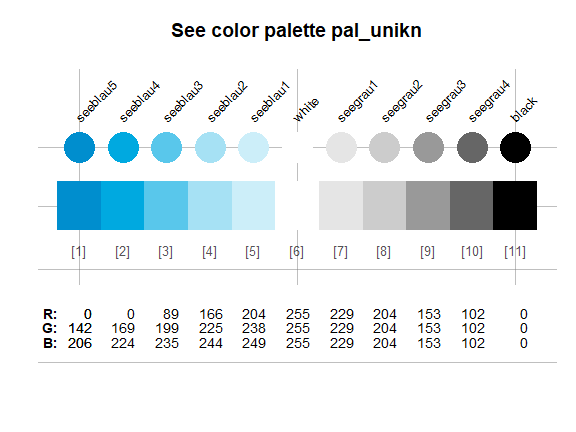 See color palette pal_unikn
seeblau5 seeblau4 seeblau3 seeblau2 seeblau1 white seegrau1 seegrau2 seegrau3 seegrau4 black
[1] [2] [3] [4] [5] [6] [7] [8] [9] [10] [11]
R: 0 0 89 166 204 255 229 204 153 102 0
G: 142 169 199 225 238 255 229 204 153 102 0
B: 206 224 235 244 249 255 229 204 153 102 0